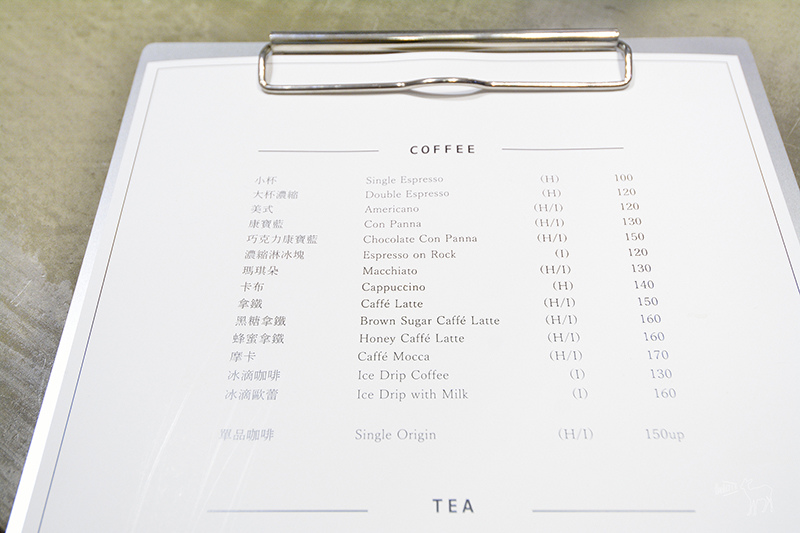 COFFEE
小杯 Single Espresso (H) 100
大杯濃縮 Double Espresso (H) 120
美式 Americano (H/I) 120
康寶藍 Con Panna (H/I) 130
巧克力康寶藍 Chocolate Con Panna (H/I) 150
濃縮淋冰塊 Espresso on Rock (I) 120
瑪琪朵 Macchiato (H/I) 130
卡布 Cappuccino (H) 140
拿鐵 Caffé Latte (H/I) 150
黑糖拿鐵 Brown Sugar Caffé Latte (H/I) 160
蜂蜜拿鐵 Honey Caffé Latte (H/I) 160
摩卡 Caffé Mocca (H/I) 170
冰滴咖啡 Ice Drip Coffee (I) 130
冰滴歐蕾 Ice Drip with Milk (I) 160
單品咖啡 Single Origin (H/I) 150up
TEA